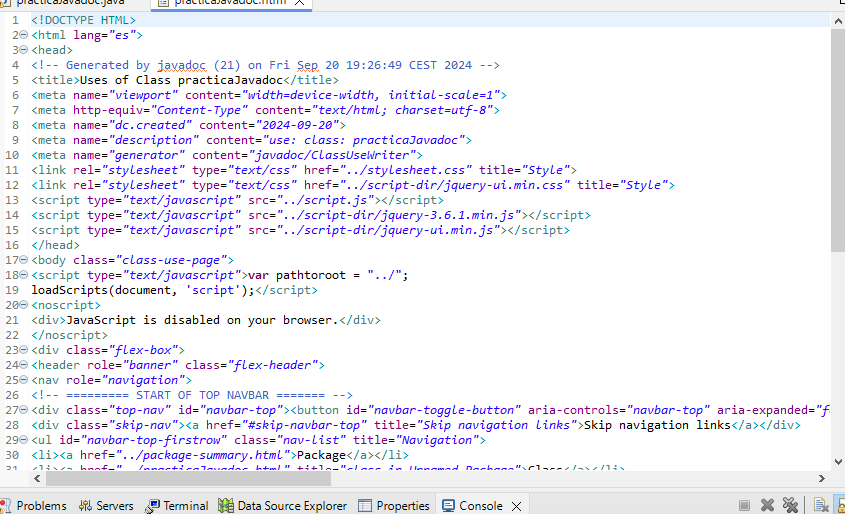 practicaJavadoc.java practicaJavadoc.html
1 <!DOCTYPE HTML>
2 <html lang="es">
3 <head>
4 <!-- Generated by javadoc (21) on Fri Sep 20 19:26:49 CEST 2024 -->
5 <title>Uses of Class practicaJavadoc</title>
6 <meta name="viewport" content="width=device-width, initial-scale=1">
7 <meta http-equiv="Content-Type" content="text/html; charset=utf-8">
8 <meta name="dc.created" content="2024-09-20">
9 <meta name="description" content="use: class: practicaJavadoc">
10 <meta name="generator" content="javadoc/ClassUseWriter">
11 <link rel="stylesheet" type="text/css" href="../stylesheet.css" title="Style">
12 <link rel="stylesheet" type="text/css" href="../script-dir/jquery-ui.min.css" title="Style">
13 <script type="text/javascript" src="../script.js"></script>
14 <script type="text/javascript" src="../script-dir/jquery-3.6.1.min.js"></script>
15 <script type="text/javascript" src="../script-dir/jquery-ui.min.js"></script>
16 </head>
17 <body class="class-use-page">
18 <script type="text/javascript">var pathtoroot = "../";
19 loadScripts(document, 'script');</script>
20 <noscript>
21 <div>JavaScript is disabled on your browser.</div>
22 </noscript>
23 <div class="flex-box">
24 <header role="banner" class="flex-header">
25 <nav role="navigation">
26 <!-- ========= START OF TOP NAVBAR ======= -->
27 <div class="top-nav" id="navbar-top"><button id="navbar-toggle-button" aria-controls="navbar-top" aria-expanded="f
28 <div class="skip-nav"><a href="#skip-navbar-top" title="Skip navigation links">Skip navigation links</a></div>
29 <ul id="navbar-top-firstrow" class="nav-list" title="Navigation">
30 <li><a href="../package-summary.html">Package</a></li>
31 <li><a href="../practicaJavadoc.html" title="class in Unnamed Package">Class</a></li>
Problems Servers Terminal Data Source Explorer Properties Console